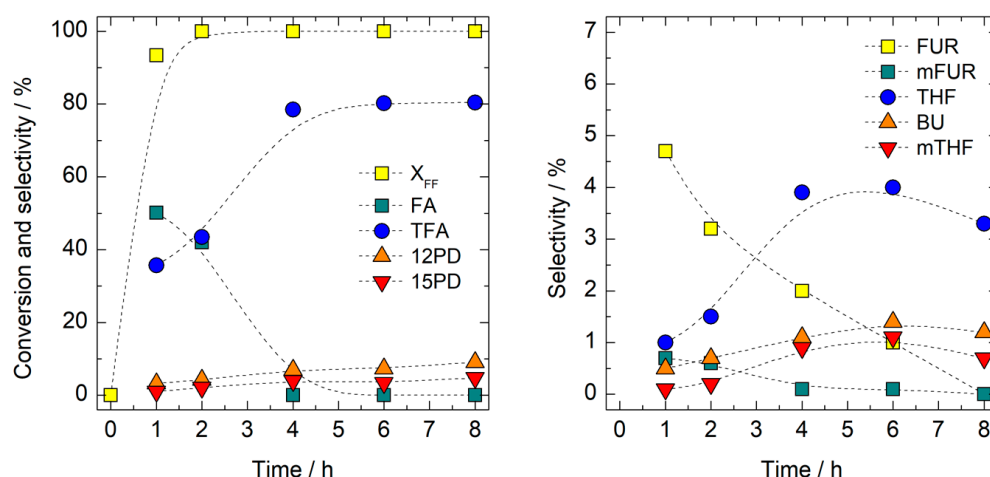 Conversion and selectivity / %
100
80
60
40
20
0
X_FF
FA
TFA
12PD
15PD
0 1 2 3 4 5 6 7 8
Time / h
Selectivity / %
7
6
5
4
3
2
1
0
FUR
mFUR
THF
BU
mTHF
0 1 2 3 4 5 6 7 8
Time / h